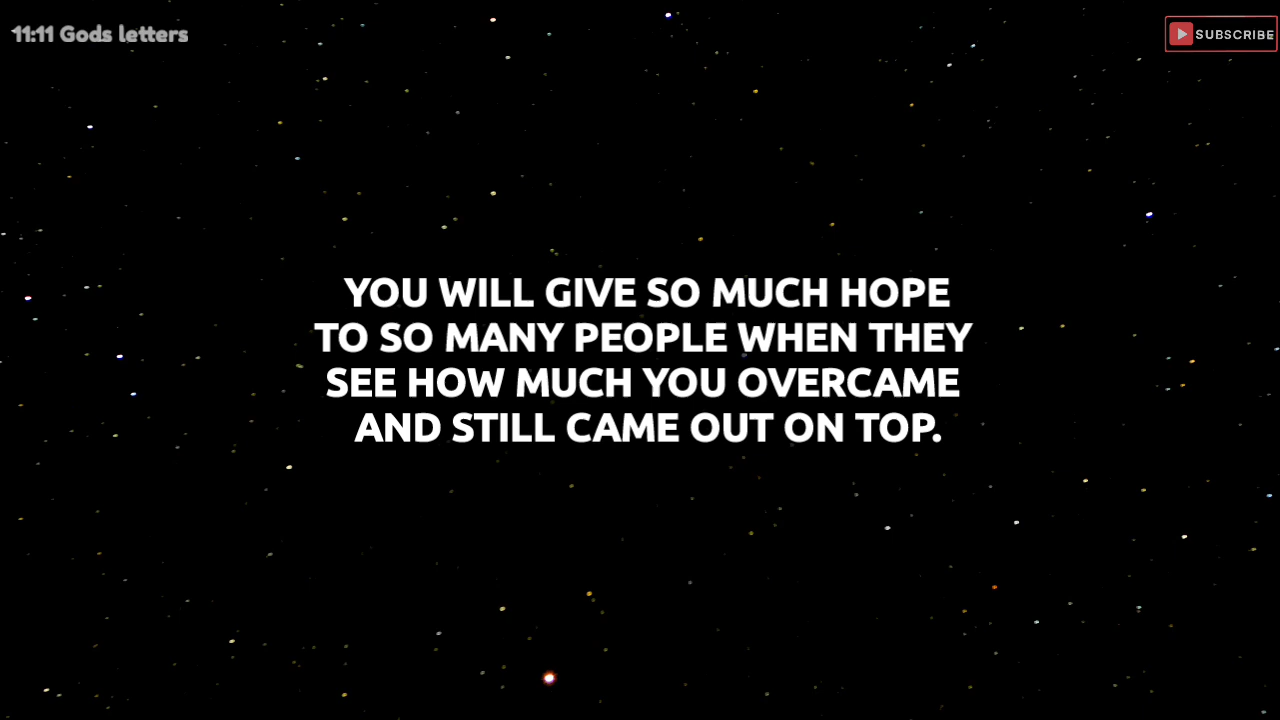 11:11 Gods letters
SUBSCRIBE
YOU WILL GIVE SO MUCH HOPE
TO SO MANY PEOPLE WHEN THEY
SEE HOW MUCH YOU OVERCAME
AND STILL CAME OUT ON TOP.